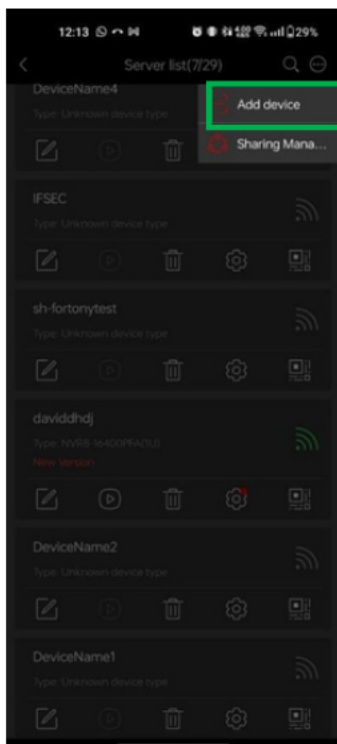 12:13 29%
Server list(7/29)
DeviceName4
Type: Unknown device type
Add device
Sharing Mana...
IFSEC
Type: Unknown device type
sh-fortonytest
Type: Unknown device type
daviddhdj
New Version
DeviceName2
Type: Unknown device type
DeviceName1
Type: Unknown device type